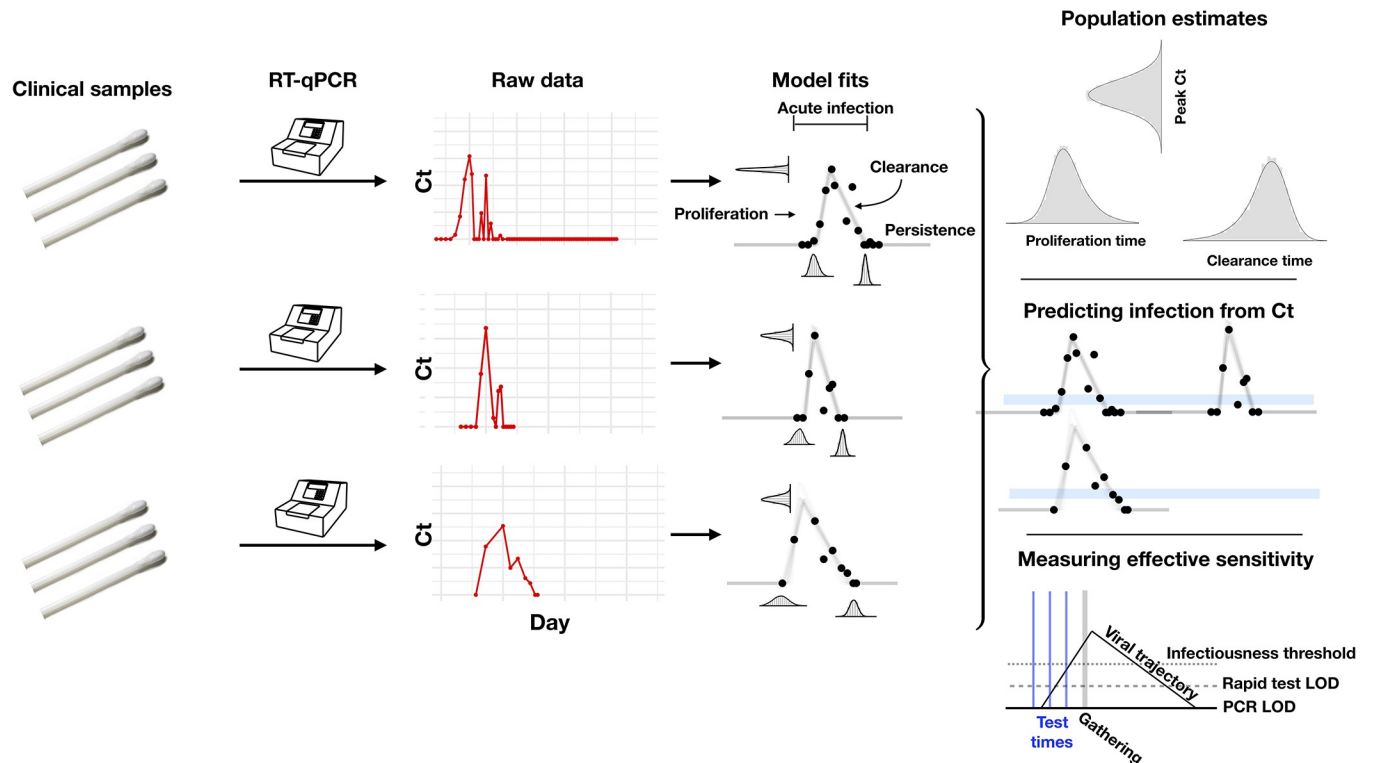 Clinical samples
RT-qPCR
Raw data
Model fits
Acute infection
Ct
Clearance
Proliferation
Persistence
Ct
Ct
Day
Population estimates
Peak Ct
Proliferation time
Clearance time
Predicting infection from Ct
Measuring effective sensitivity
Viral trajectory
Infectiousness threshold
Rapid test LOD
PCR LOD
Test
times
Gathering